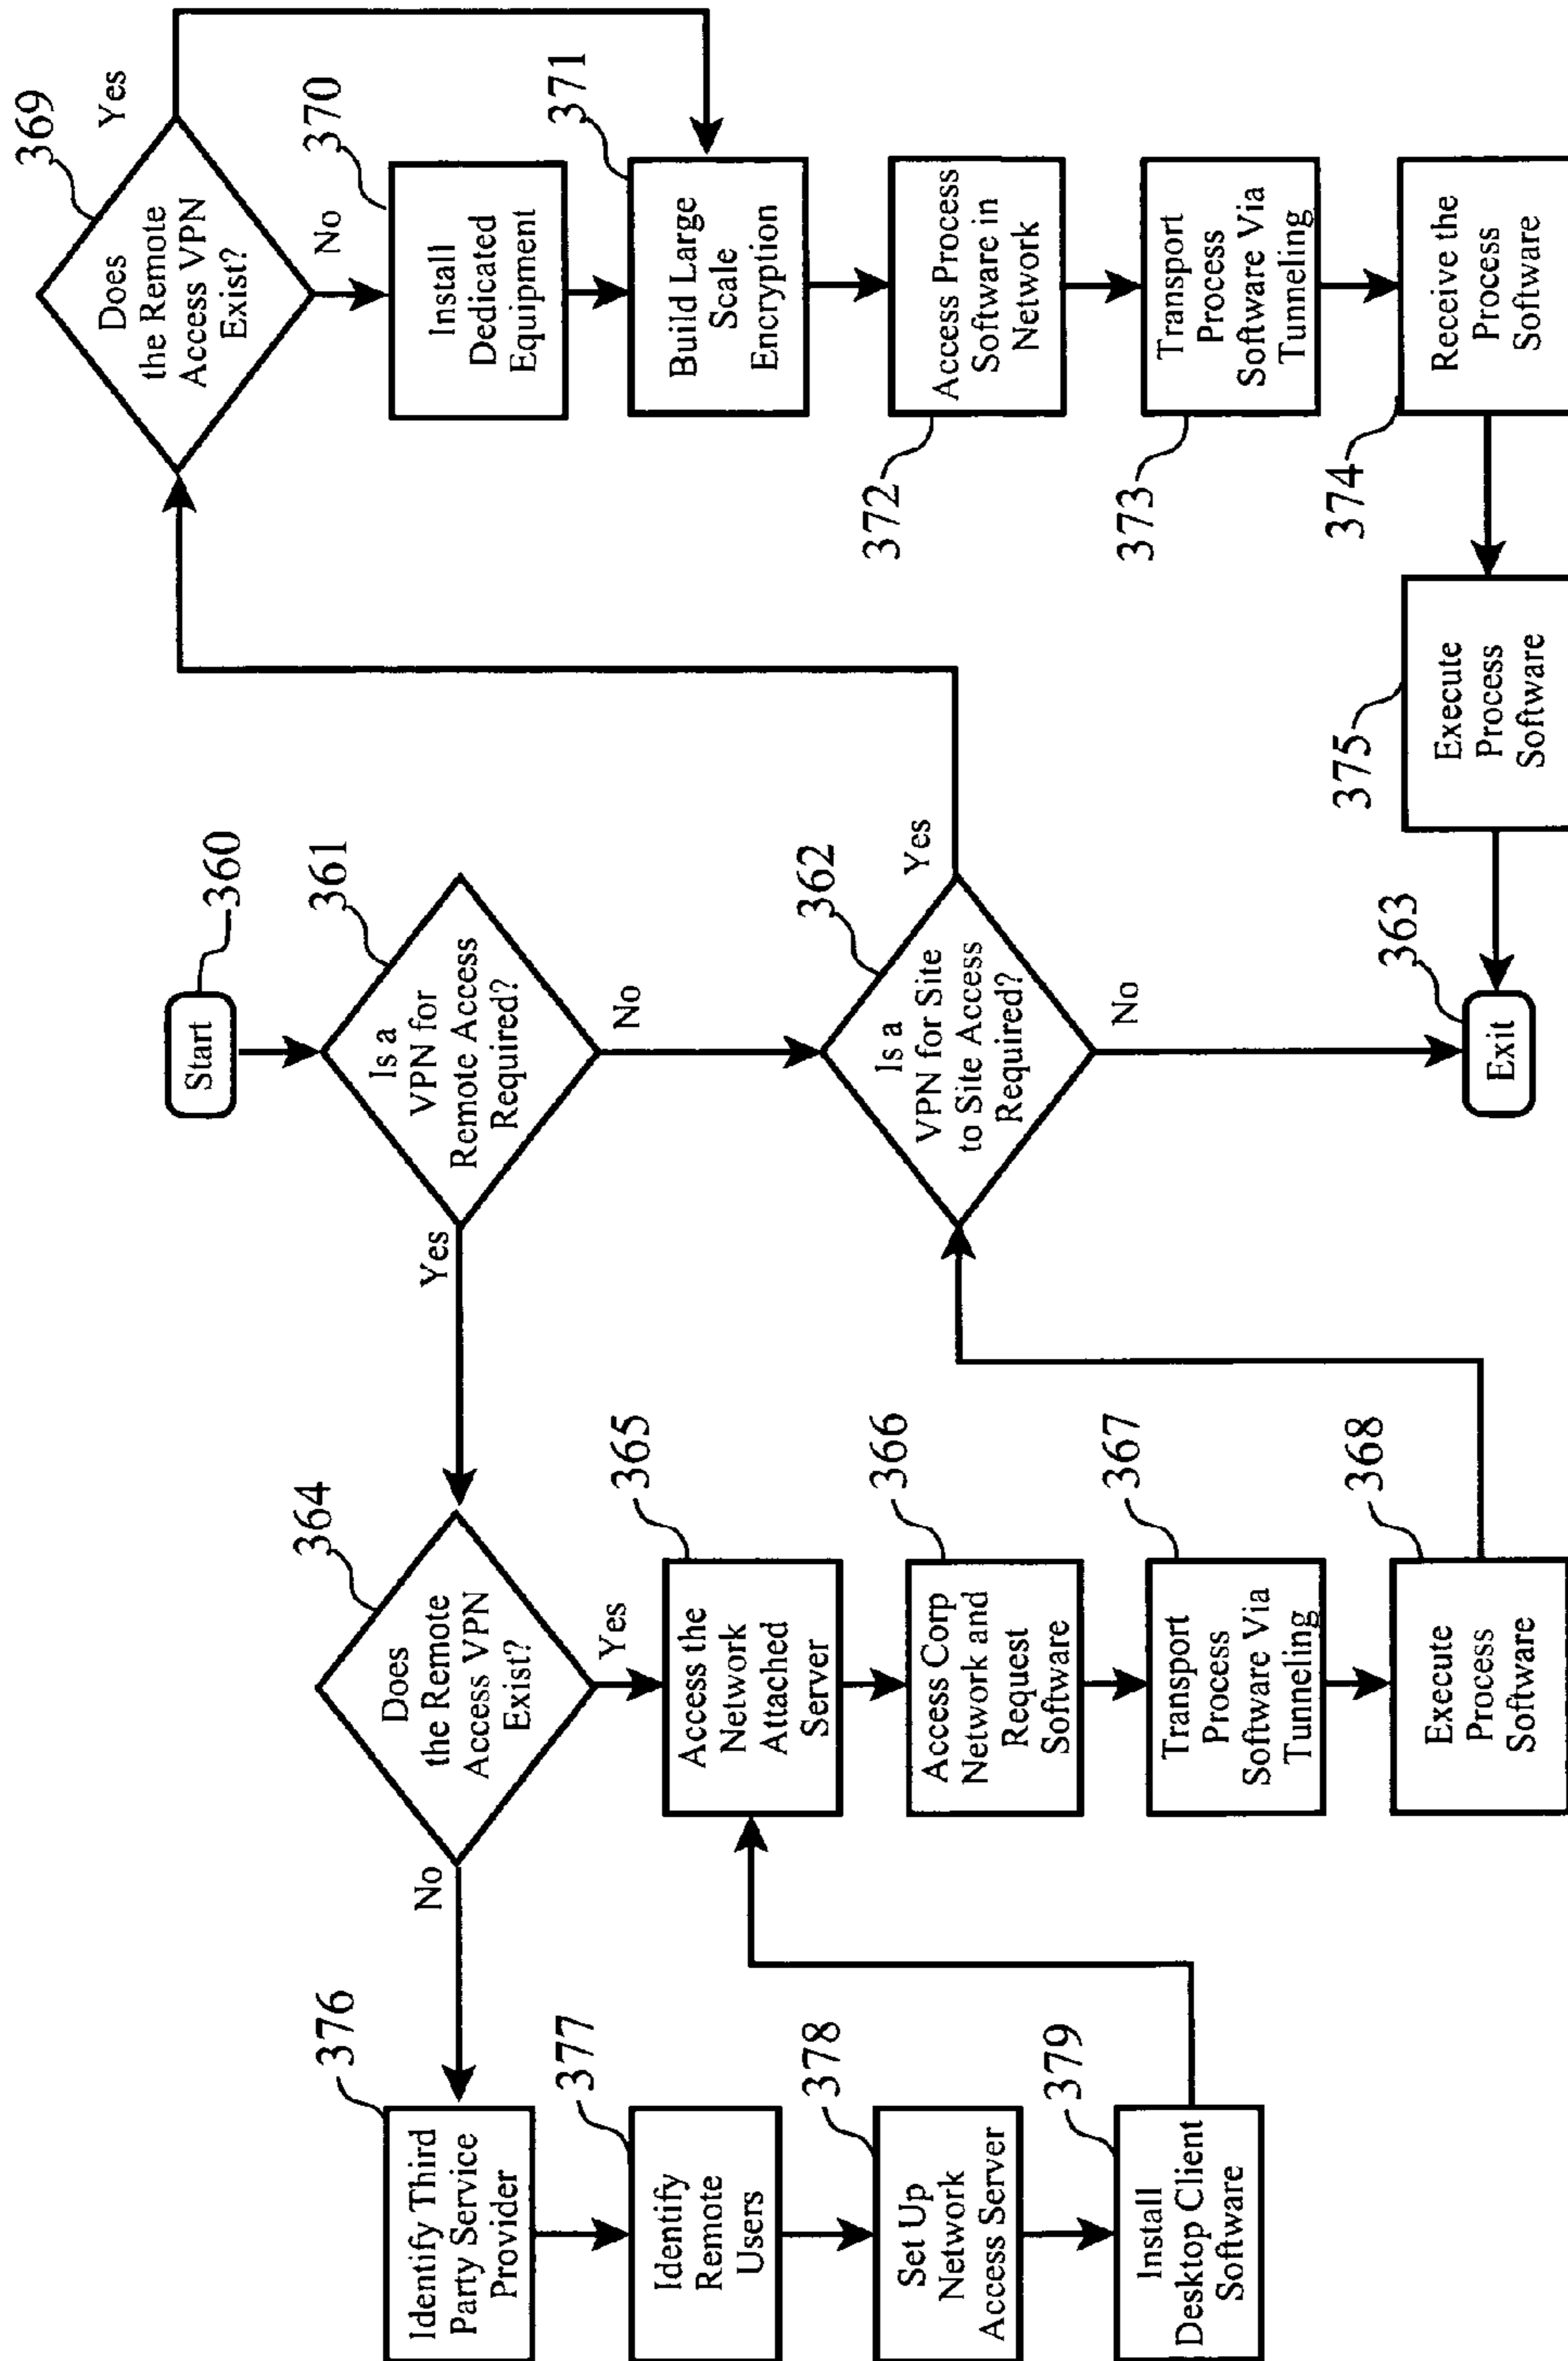 360
Start
361
Is a
VPN for
Remote Access
Required?
Yes
No
364
Does
the Remote
Access VPN
Exist?
No
Yes
376
Identify Third
Party Service
Provider
377
Identify
Remote
Users
378
Set Up
Network
Access Server
379
Install
Desktop Client
Software
365
Access the
Network
Attached
Server
366
Access Corp
Network and
Request
Software
367
Transport
Process
Software Via
Tunneling
368
Execute
Process
Software
362
Is a
VPN for Site
to Site Access
Required?
Yes
No
363
Exit
369
Does
the Remote
Access VPN
Exist?
Yes
No
370
Install
Dedicated
Equipment
371
Build Large
Scale
Encryption
372
Access Process
Software in
Network
373
Transport
Process
Software Via
Tunneling
374
Receive the
Process
Software
375
Execute
Process
Software